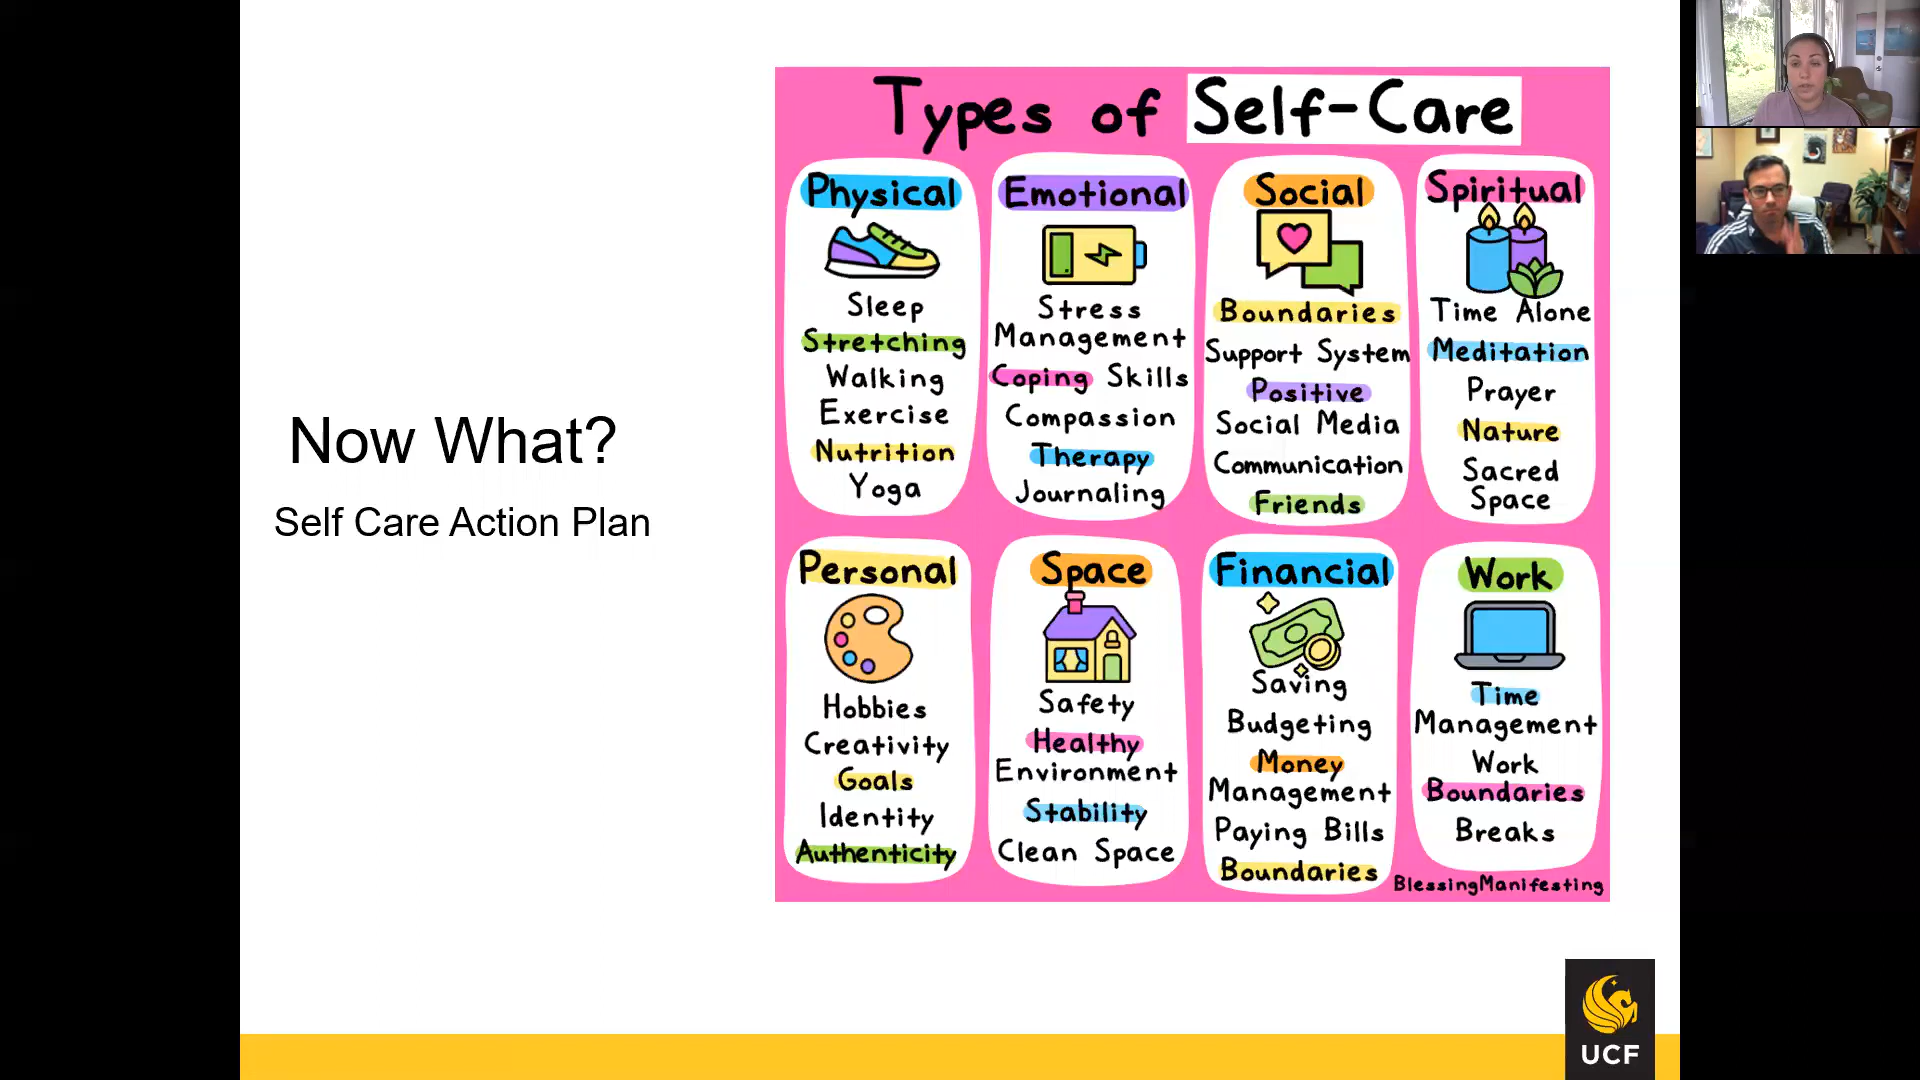 Now What?
Self Care Action Plan
Types of Self-Care
Physical
Sleep
Stretching
Walking
Exercise
Nutrition
Yoga
Emotional
Stress
Management
Coping Skills
Compassion
Therapy
Journaling
Social
Boundaries
Support System
Positive
Social Media
Communication
Friends
Spiritual
Time Alone
Meditation
Prayer
Nature
Sacred
Space
Personal
Hobbies
Creativity
Goals
Identity
Authenticity
Space
Safety
Healthy
Environment
Stability
Clean Space
Financial
Saving
Budgeting
Money
Management
Paying Bills
Boundaries
Work
Time
Management
Work
Boundaries
Breaks
BlessingManifesting
UCF